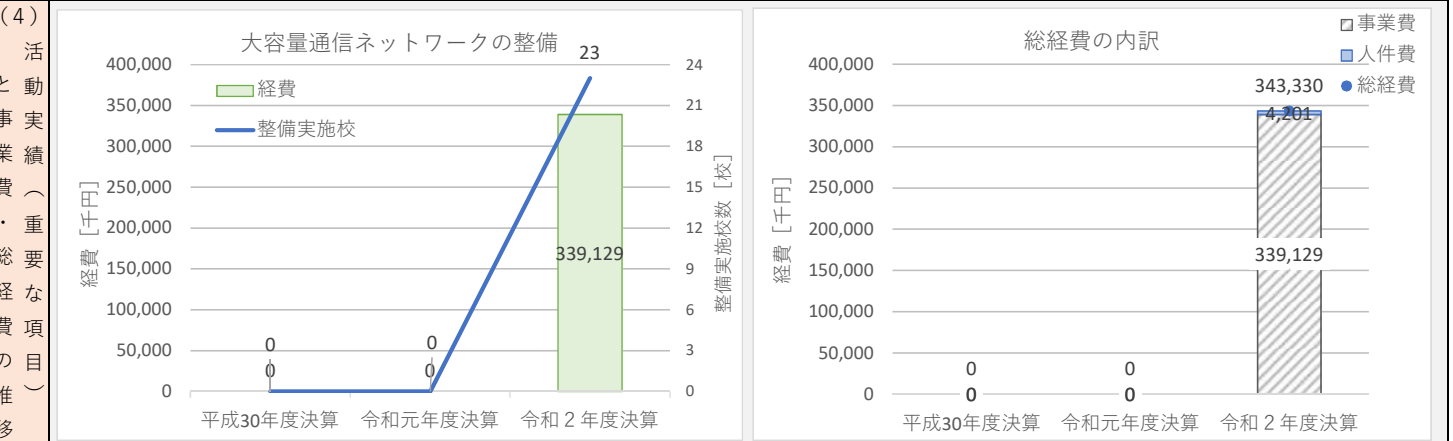 (4)
活動実績(重要な項目)
と事業費・総経費の推移
大容量通信ネットワークの整備
経費
整備実施校
経費［千円］
400,000
350,000
300,000
250,000
200,000
150,000
100,000
50,000
0
整備実施校数［校］
24
21
18
15
12
9
6
3
0
23
339,129
0
0
0
0
平成30年度決算
令和元年度決算
令和２年度決算
総経費の内訳
事業費
人件費
総経費
経費［千円］
400,000
350,000
300,000
250,000
200,000
150,000
100,000
50,000
0
343,330
4,201
339,129
0
0
0
0
平成30年度決算
令和元年度決算
令和２年度決算